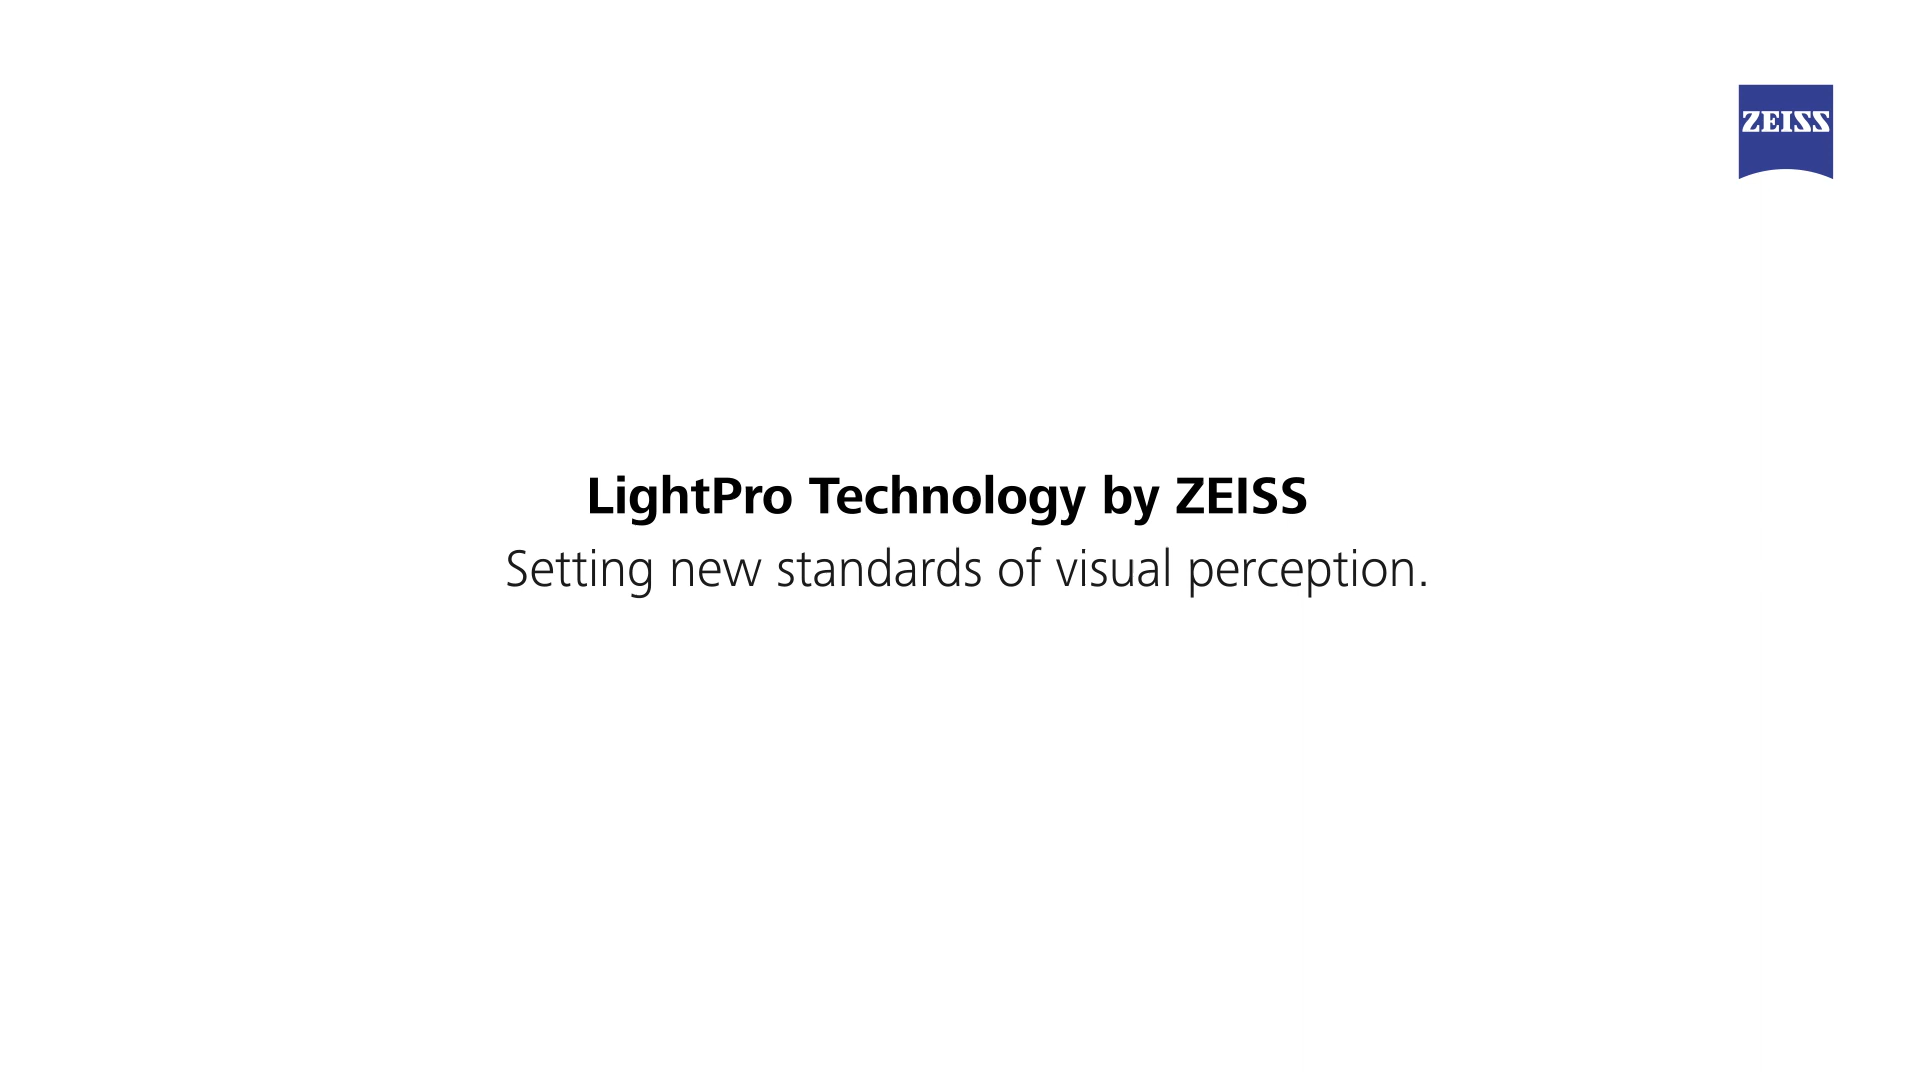 ZEISS
LightPro Technology by ZEISS
Setting new standards of visual perception.